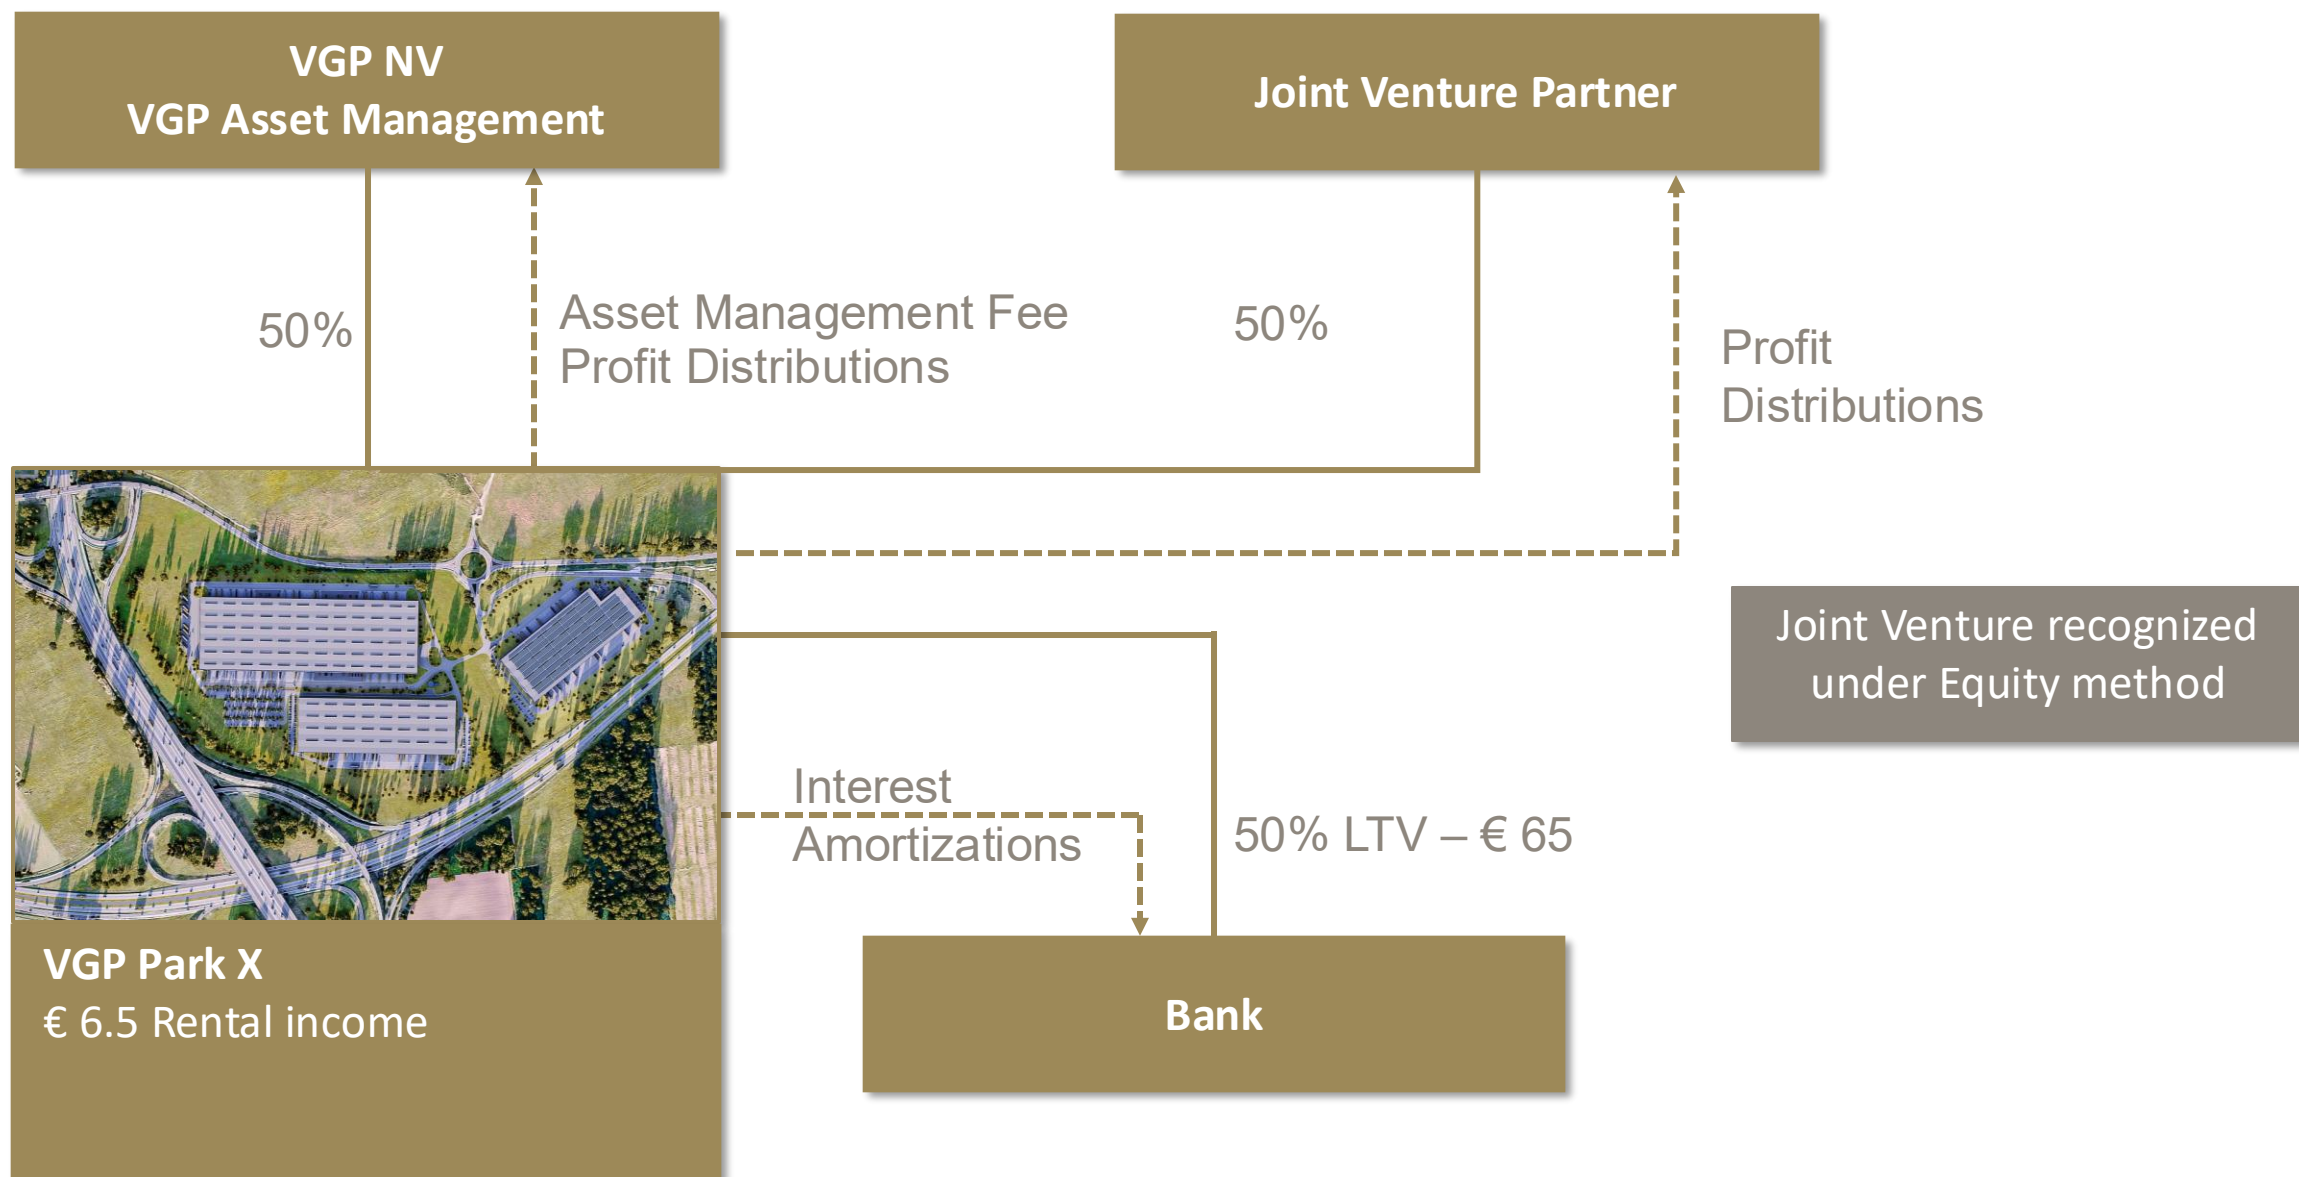 VGP NV
VGP Asset Management
Joint Venture Partner
50%
Asset Management Fee
Profit Distributions
50%
Profit
Distributions
Joint Venture recognized
under Equity method
Interest
Amortizations
50% LTV – € 65
VGP Park X
€ 6.5 Rental income
Bank